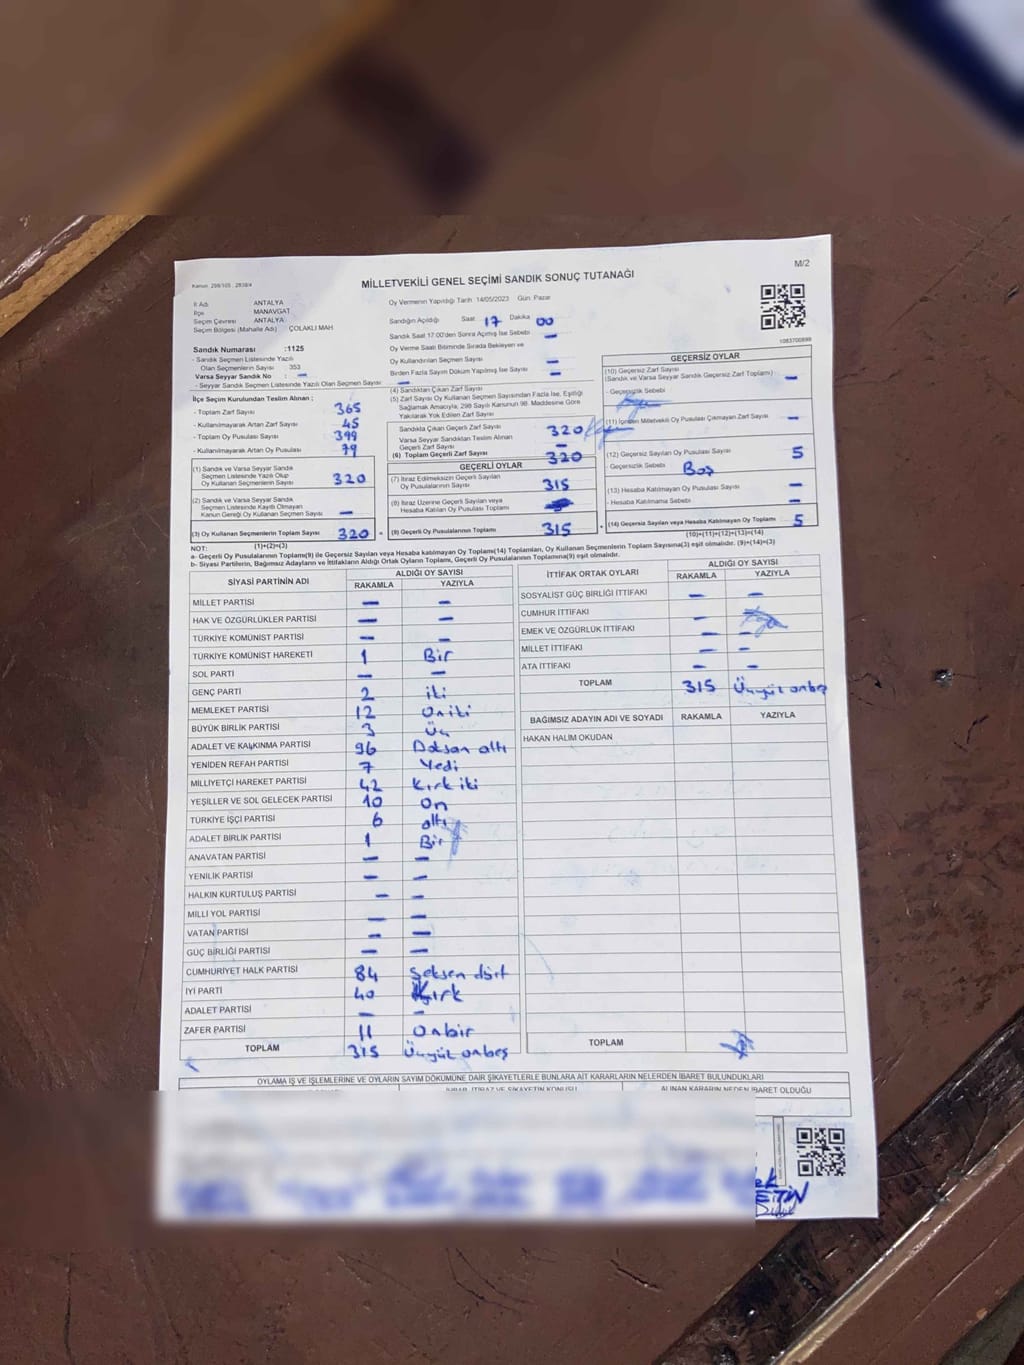 Kanun: 298/105 , 2839/4
MİLLETVEKİLİ GENEL SEÇİMİ SANDIK SONUÇ TUTANAĞI
M/2
İl Adı ANTALYA
İlçe MANAVGAT
Seçim Çevresi ANTALYA
Seçim Bölgesi (Mahalle Adı) ÇOLAKLI MAH
Oy Vermenin Yapıldığı Tarih 14/05/2023 Gün: Pazar
Sandığın Açıldığı Saat 17 Dakika 00
Sandık Saat 17:00'den Sonra Açılmış İse Sebebi -
Oy Verme Saati Bitiminde Sırada Bekleyen ve
Oy Kullandırılan Seçmen Sayısı -
Birden Fazla Sayım Döküm Yapılmış İse Sayısı -
1083700899
Sandık Numarası :1125
- Sandık Seçmen Listesinde Yazılı
Olan Seçmenlerin Sayısı : 353
Varsa Seyyar Sandık No : -
- Seyyar Sandık Seçmen Listesinde Yazılı Olan Seçmen Sayısı -
İlçe Seçim Kurulundan Teslim Alınan ;
- Toplam Zarf Sayısı 365
- Kullanılmayarak Artan Zarf Sayısı 45
- Toplam Oy Pusulası Sayısı 399
- Kullanılmayarak Artan Oy Pusulası 79
(1) Sandık ve Varsa Seyyar Sandık
Seçmen Listesinde Yazılı Olup
Oy Kullanan Seçmenlerin Sayısı 320
(2) Sandık ve Varsa Seyyar Sandık
Seçmen Listesinde Kayıtlı Olmayan
Kanun Gereği Oy Kullanan Seçmen Sayısı -
(3) Oy Kullanan Seçmenlerin Toplam Sayısı 320 =
(1)+(2)=(3)
(4) Sandıktan Çıkan Zarf Sayısı
(5) Zarf Sayısı Oy Kullanan Seçmen Sayısından Fazla İse, Eşitliği
Sağlamak Amacıyla, 298 Sayılı Kanunun 98. Maddesine Göre
Yakılarak Yok Edilen Zarf Sayısı
Sandıkta Çıkan Geçerli Zarf Sayısı 320
Varsa Seyyar Sandıktan Teslim Alınan
Geçerli Zarf Sayısı -
(6) Toplam Geçerli Zarf Sayısı 320
GEÇERLİ OYLAR
(7) İtiraz Edilmeksizin Geçerli Sayılan
Oy Pusulalarının Sayısı 315
(8) İtiraz Üzerine Geçerli Sayılan veya
Hesaba Katılan Oy Pusulası Toplamı
(9) Geçerli Oy Pusulalarının Toplamı 315 +
GEÇERSİZ OYLAR
(10) Geçersiz Zarf Sayısı
(Sandık ve Varsa Seyyar Sandık Geçersiz Zarf Toplamı) -
- Geçersizlik Sebebi
(11) İçinden Milletvekili Oy Pusulası Çıkmayan Zarf Sayısı -
(12) Geçersiz Sayılan Oy Pusulası Sayısı 5
- Geçersizlik Sebebi Boş
(13) Hesaba Katılmayan Oy Pusulası Sayısı -
- Hesaba Katılmama Sebebi -
(14) Geçersiz Sayılan veya Hesaba Katılmayan Oy Toplamı 5
(10)+(11)+(12)+(13)=(14)
NOT:
a- Geçerli Oy Pusulalarının Toplamı(9) ile Geçersiz Sayılan veya Hesaba Katılmayan Oy Toplamı(14) Toplamları, Oy Kullanan Seçmenlerin Toplam Sayısına(3) eşit olmalıdır. (9)+(14)=(3)
b- Siyasi Partilerin, Bağımsız Adayların ve İttifakların Aldığı Ortak Oyların Toplamı, Geçerli Oy Pusulalarının Toplamına(9) eşit olmalıdır.
SİYASİ PARTİNİN ADI ALDIĞI OY SAYISI
RAKAMLA YAZIYLA
MİLLET PARTİSİ - -
HAK VE ÖZGÜRLÜKLER PARTİSİ - -
TÜRKİYE KOMÜNİST PARTİSİ - -
TÜRKİYE KOMÜNİST HAREKETİ 1 Bir
SOL PARTİ - -
GENÇ PARTİ 2 iki
MEMLEKET PARTİSİ 12 Oniki
BÜYÜK BİRLİK PARTİSİ 3 Üç
ADALET VE KALKINMA PARTİSİ 96 Doksan altı
YENİDEN REFAH PARTİSİ 7 Yedi
MİLLİYETÇİ HAREKET PARTİSİ 42 Kırk iki
YEŞİLLER VE SOL GELECEK PARTİSİ 10 On
TÜRKİYE İŞÇİ PARTİSİ 6 altı
ADALET BİRLİK PARTİSİ 1 Bir
ANAVATAN PARTİSİ - -
YENİLİK PARTİSİ - -
HALKIN KURTULUŞ PARTİSİ - -
MİLLİ YOL PARTİSİ - -
VATAN PARTİSİ - -
GÜÇ BİRLİĞİ PARTİSİ - -
CUMHURİYET HALK PARTİSİ 84 Seksen dört
İYİ PARTİ 40 Kırk
ADALET PARTİSİ - -
ZAFER PARTİSİ 11 Onbir
TOPLAM 315 Üçyüz onbeş
İTTİFAK ORTAK OYLARI ALDIĞI OY SAYISI
RAKAMLA YAZIYLA
SOSYALİST GÜÇ BİRLİĞİ İTTİFAKI - -
CUMHUR İTTİFAKI -
EMEK VE ÖZGÜRLÜK İTTİFAKI - -
MİLLET İTTİFAKI - -
ATA İTTİFAKI - -
TOPLAM 315 Üçyüz onbeş
BAĞIMSIZ ADAYIN ADI VE SOYADI RAKAMLA YAZIYLA
HAKAN HALİM OKUDAN
TOPLAM
OYLAMA İŞ VE İŞLEMLERİNE VE OYLARIN SAYIM DÖKÜMÜNE DAİR ŞİKAYETLERLE BUNLARA AİT KARARLARIN NELERDEN İBARET BULUNDUKLARI
İHBAR, İTİRAZ VE ŞİKAYETİN KONUSU ALINAN KARARIN NEDEN İBARET OLDUĞU